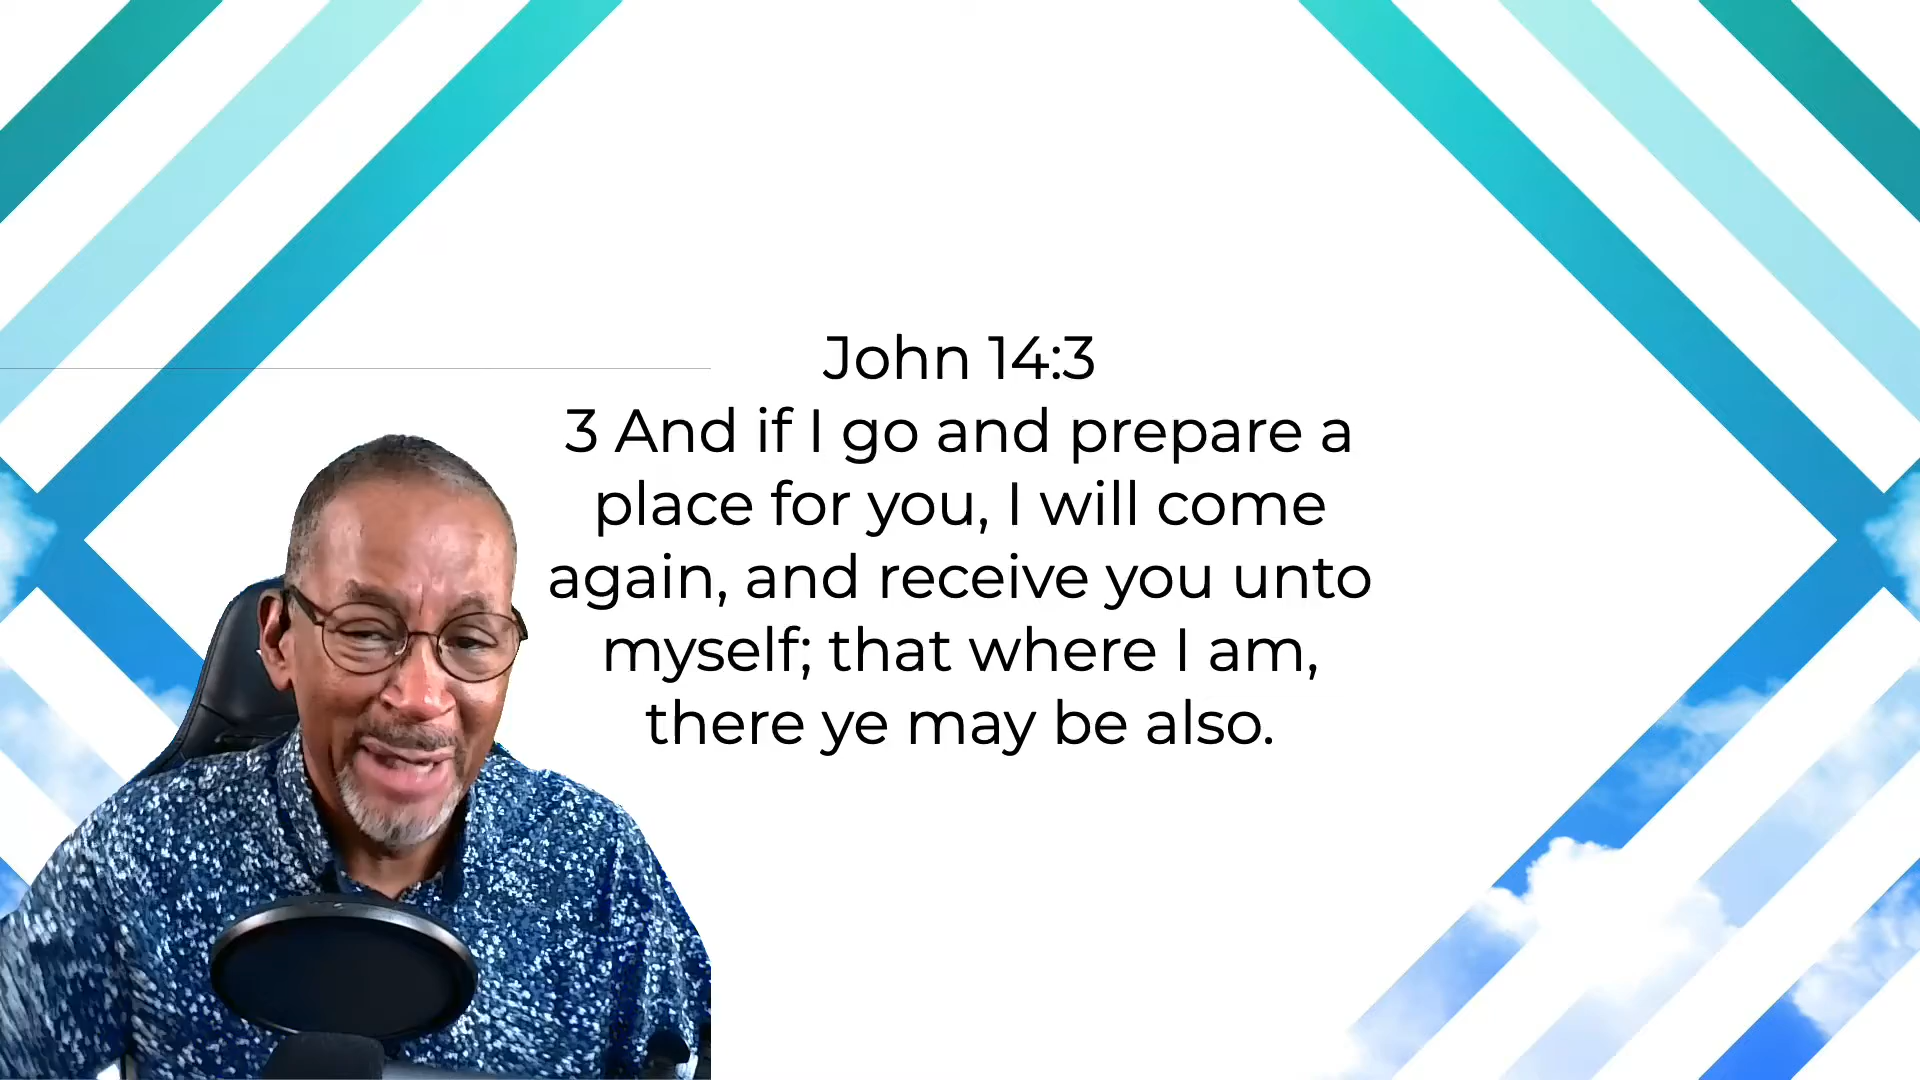 John 14:3
3 And if I go and prepare a
place for you, I will come
again, and receive you unto
myself; that where I am,
there ye may be also.